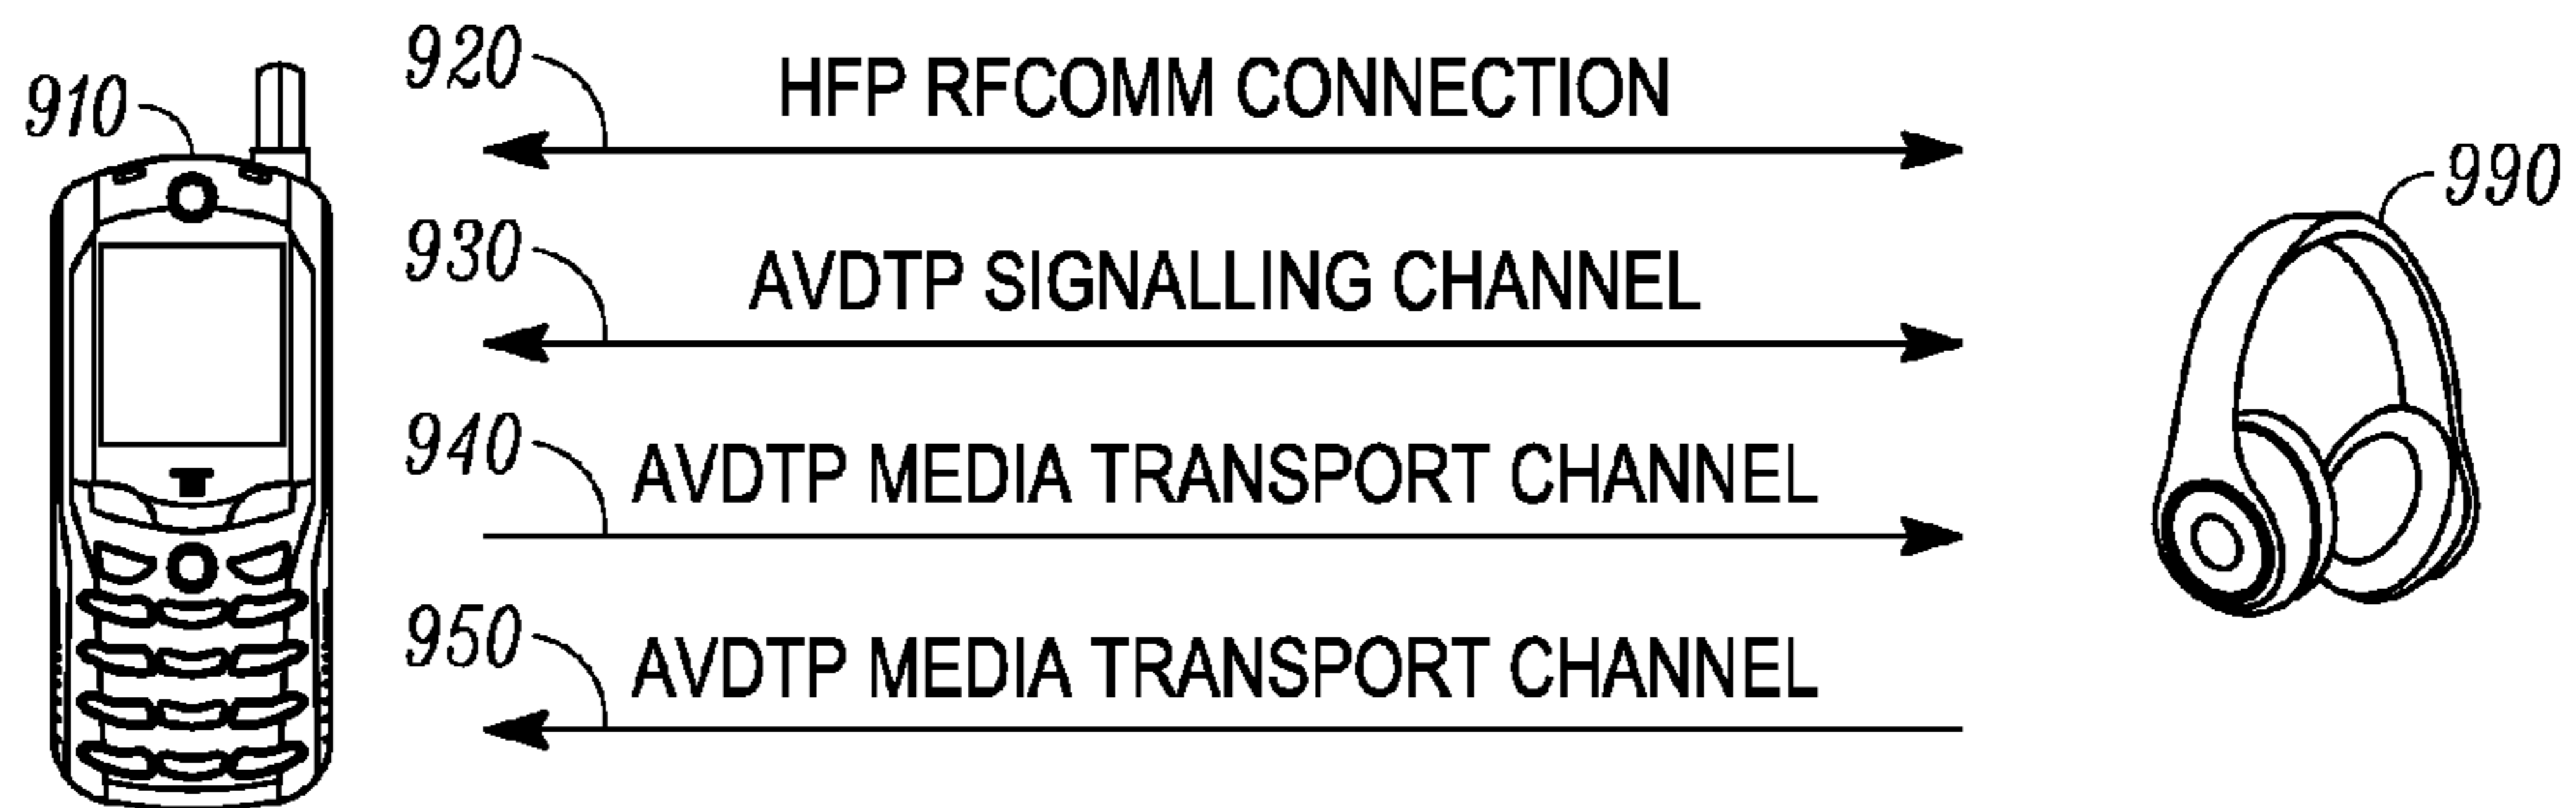 910
920
HFP RFCOMM CONNECTION
990
930
AVDTP SIGNALLING CHANNEL
940
AVDTP MEDIA TRANSPORT CHANNEL
950
AVDTP MEDIA TRANSPORT CHANNEL